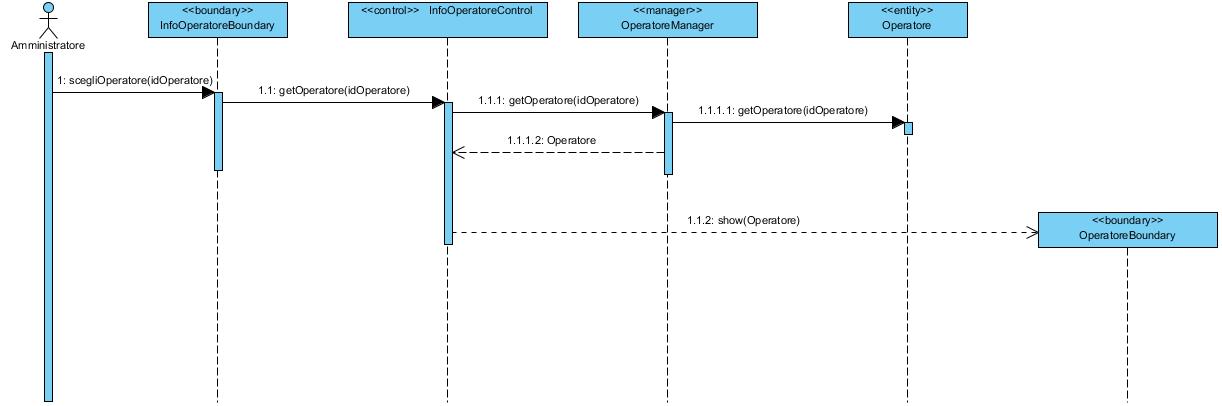 <<boundary>>
InfoOperatoreBoundary
<<control>> InfoOperatoreControl
<<manager>>
OperatoreManager
<<entity>>
Operatore
Amministratore
1: scegliOperatore(idOperatore)
1.1: getOperatore(idOperatore)
1.1.1: getOperatore(idOperatore)
1.1.1.1: getOperatore(idOperatore)
1.1.1.2: Operatore
1.1.2: show(Operatore)
<<boundary>>
OperatoreBoundary